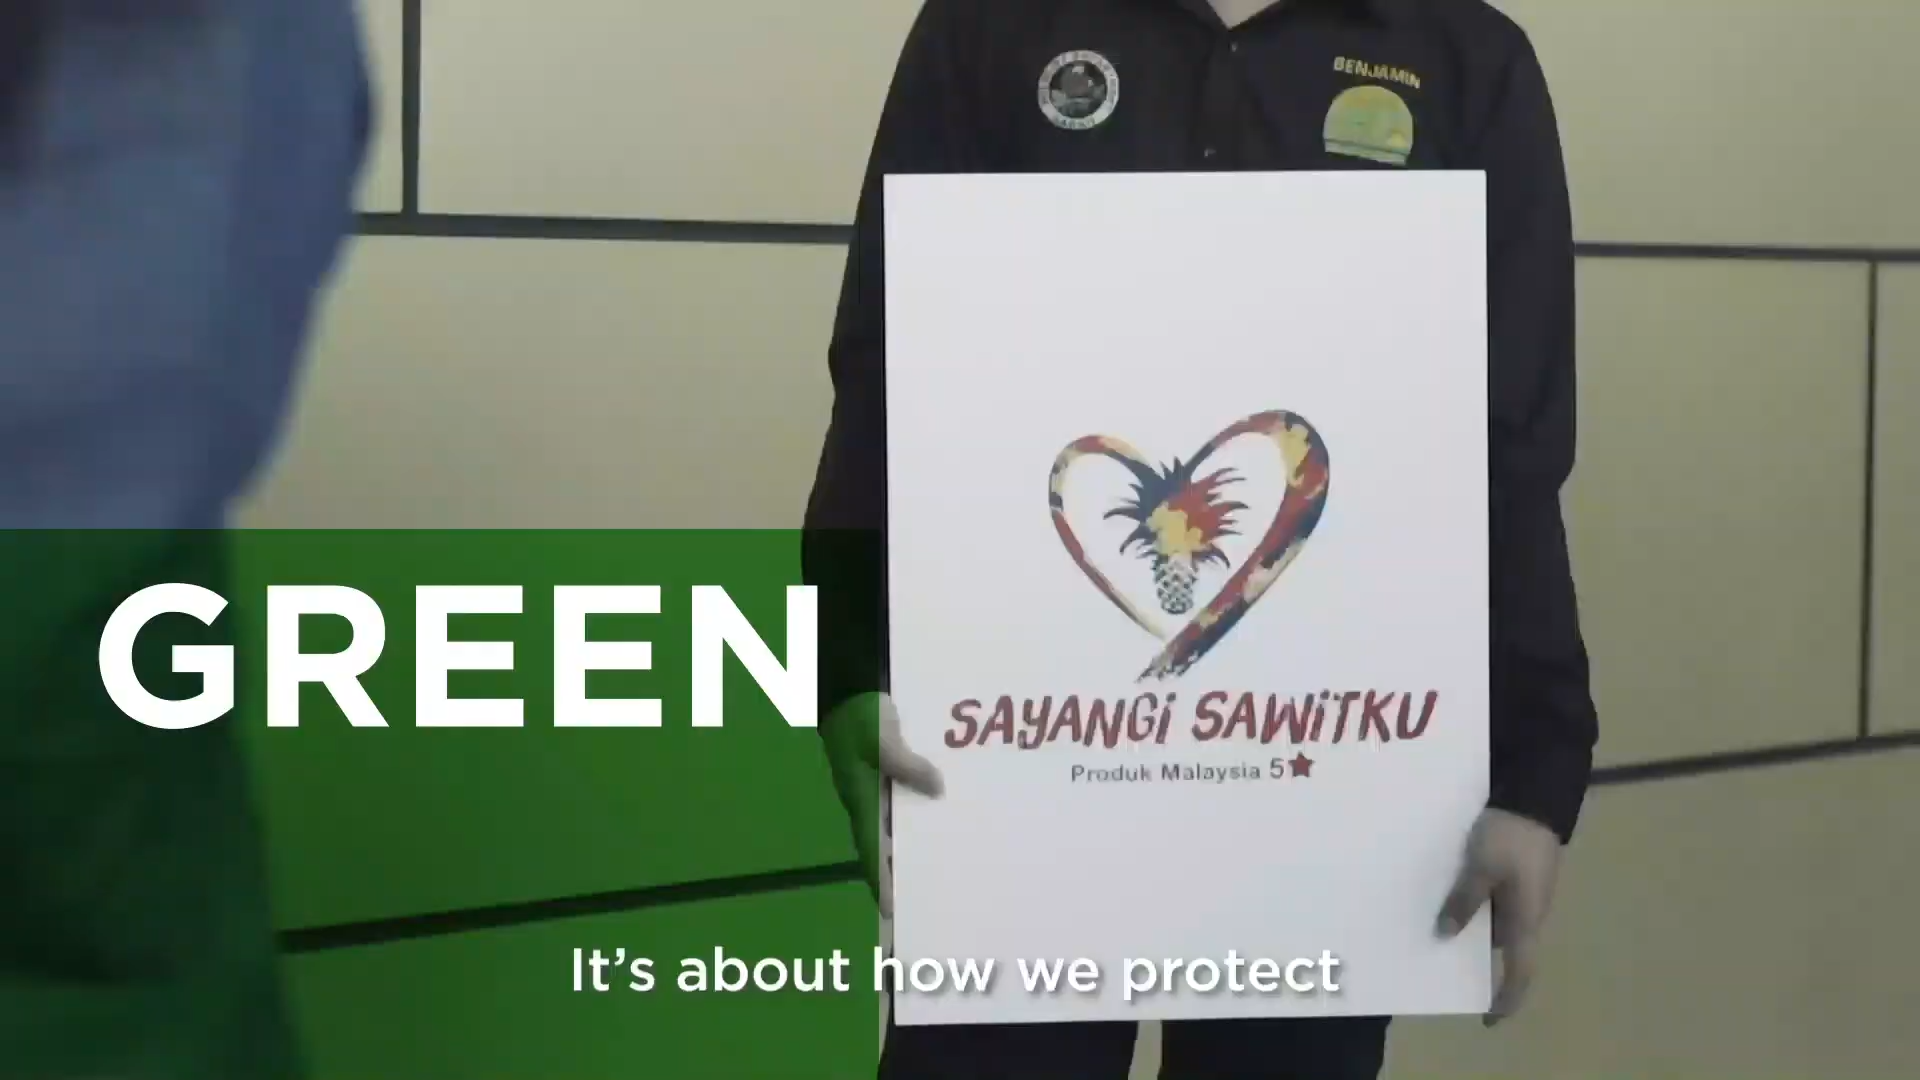 BENJAMIN
GREEN
SAYANGi SAWiTKU
Produk Malaysia 5
It's about how we protect